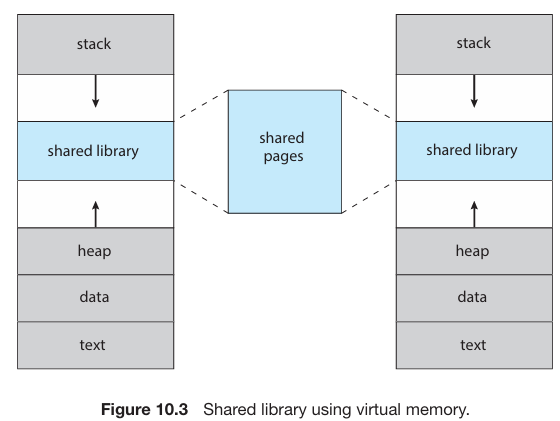 stack
shared library
heap
data
text
shared
pages
stack
shared library
heap
data
text
Figure 10.3 Shared library using virtual memory.